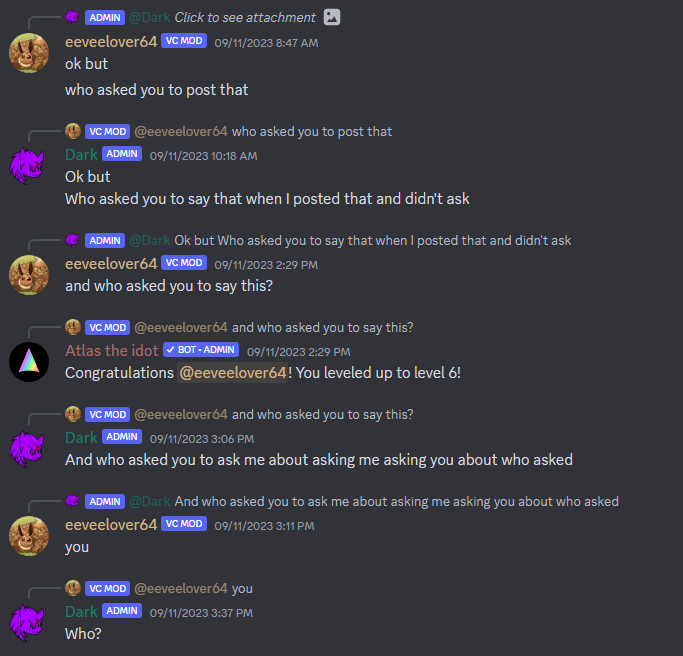 ADMIN @Dark Click to see attachment
eeveelover64 VC MOD 09/11/2023 8:47 AM
ok but
who asked you to post that
VC MOD @eeveelover64 who asked you to post that
Dark ADMIN 09/11/2023 10:18 AM
Ok but
Who asked you to say that when I posted that and didn't ask
ADMIN @Dark Ok but Who asked you to say that when I posted that and didn't ask
eeveelover64 VC MOD 09/11/2023 2:29 PM
and who asked you to say this?
VC MOD @eeveelover64 and who asked you to say this?
Atlas the idot ✓ BOT • ADMIN 09/11/2023 2:29 PM
Congratulations @eeveelover64! You leveled up to level 6!
VC MOD @eeveelover64 and who asked you to say this?
Dark ADMIN 09/11/2023 3:06 PM
And who asked you to ask me about asking me asking you about who asked
ADMIN @Dark And who asked you to ask me about asking me asking you about who asked
eeveelover64 VC MOD 09/11/2023 3:11 PM
you
VC MOD @eeveelover64 you
Dark ADMIN 09/11/2023 3:37 PM
Who?